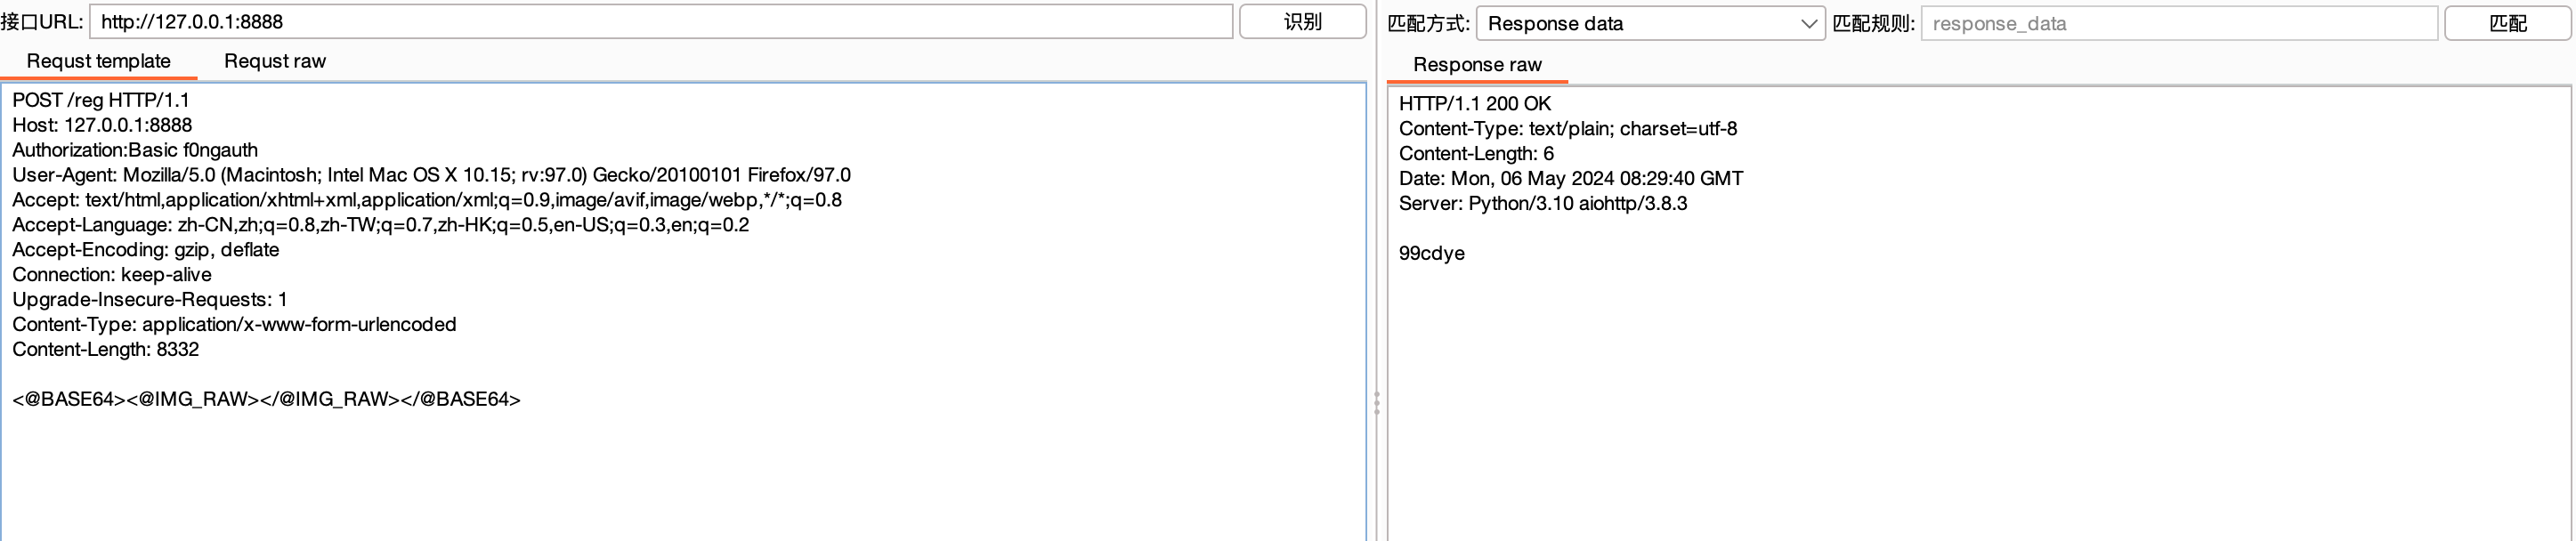 接口URL: http://127.0.0.1:8888 识别
Requst template Requst raw
POST /reg HTTP/1.1
Host: 127.0.0.1:8888
Authorization:Basic f0ngauth
User-Agent: Mozilla/5.0 (Macintosh; Intel Mac OS X 10.15; rv:97.0) Gecko/20100101 Firefox/97.0
Accept: text/html,application/xhtml+xml,application/xml;q=0.9,image/avif,image/webp,*/*;q=0.8
Accept-Language: zh-CN,zh;q=0.8,zh-TW;q=0.7,zh-HK;q=0.5,en-US;q=0.3,en;q=0.2
Accept-Encoding: gzip, deflate
Connection: keep-alive
Upgrade-Insecure-Requests: 1
Content-Type: application/x-www-form-urlencoded
Content-Length: 8332
<@BASE64><@IMG_RAW></@IMG_RAW></@BASE64>
匹配方式: Response data 匹配规则: response_data 匹配
Response raw
HTTP/1.1 200 OK
Content-Type: text/plain; charset=utf-8
Content-Length: 6
Date: Mon, 06 May 2024 08:29:40 GMT
Server: Python/3.10 aiohttp/3.8.3
99cdye